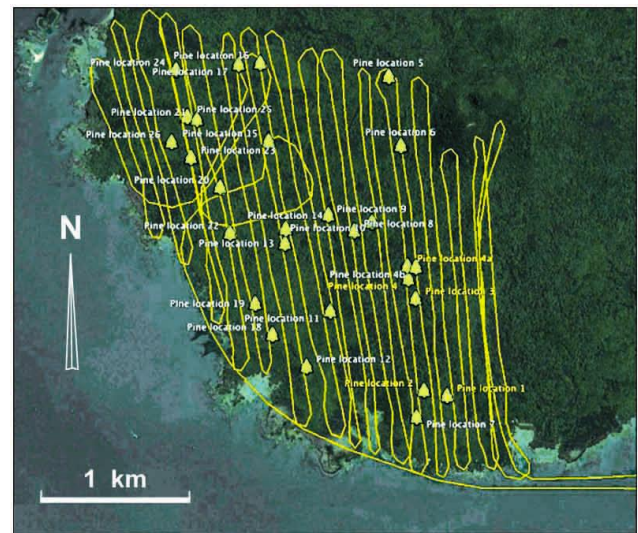 Pine location 16
Pine location 24
Pine location 17
Pine location 5
Pine location 21
Pine location 25
Pine location 26
Pine location 15
Pine location 6
Pine location 23
Pine location 20
Pine location 14
Pine location 9
Pine location 22
Pine location 8
Pine location 10
N
Pine location 13
Pine location 4a
Pine location 4b
Pine location 4
Pine location 3
Pine location 19
Pine location 11
Pine location 18
Pine location 12
Pine location 2
Pine location 1
Pine location 7
1 km